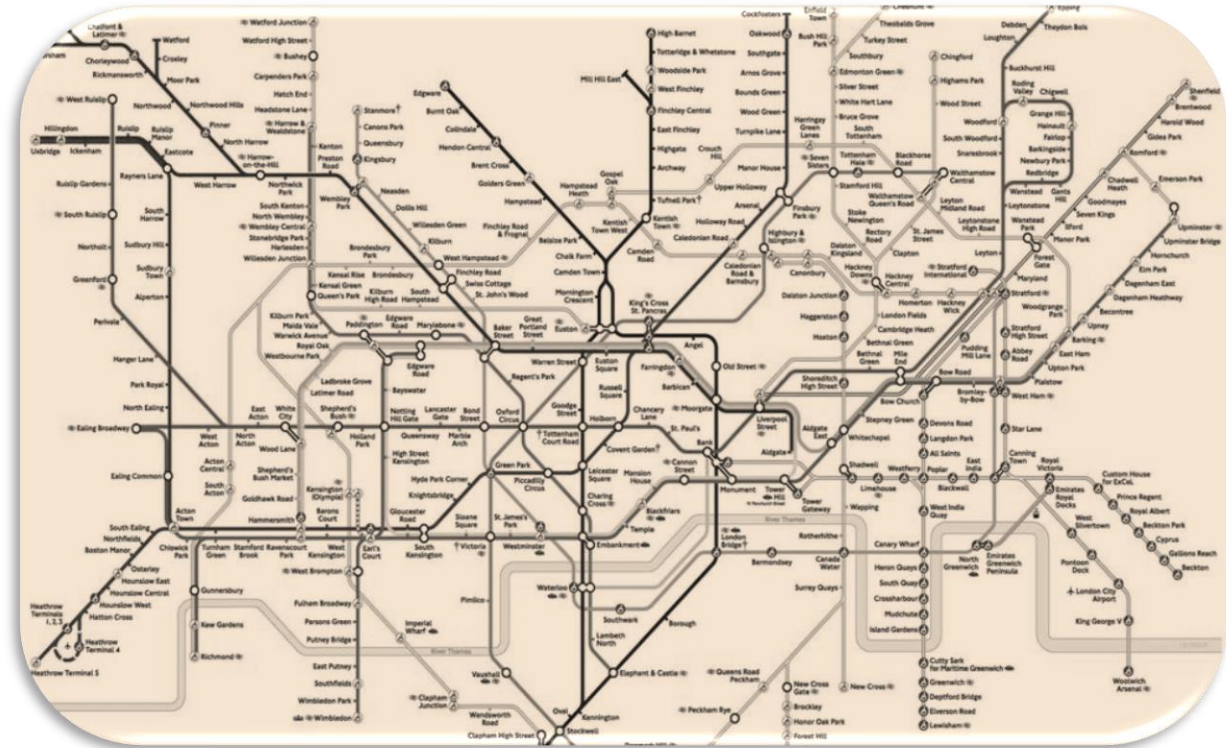 Chalfont &
Latimer
Chorleywood
Rickmansworth
Watford
Croxley
Moor Park
Northwood
Northwood Hills
Pinner
North Harrow
Harrow-
on-the-Hill
Watford Junction
Watford High Street
Bushey
Carpenders Park
Hatch End
Headstone Lane
Harrow &
Wealdstone
Kenton
Preston
Road
Northwick
Park
South Kenton
North Wembley
Wembley Central
Stonebridge Park
Harlesden
Willesden Junction
Kensal Green
Queen's Park
Kilburn Park
Maida Vale
Warwick Avenue
Royal Oak
Westbourne Park
Ladbroke Grove
Latimer Road
West Ruislip
Hillingdon
Uxbridge
Ickenham
Ruislip
Ruislip
Manor
Eastcote
Rayners Lane
West Harrow
Ruislip Gardens
South Ruislip
Northolt
Greenford
Perivale
Hanger Lane
South
Harrow
Sudbury Hill
Sudbury
Town
Alperton
Park Royal
North Ealing
Ealing Broadway
Ealing Common
West
Acton
North
Acton
East
Acton
White
City
Wood Lane
Shepherd's
Bush
Shepherd's
Bush Market
Goldhawk Road
Hammersmith
Acton
Central
South Acton
Acton
Town
South Ealing
Northfields
Boston Manor
Osterley
Hounslow East
Hounslow Central
Hounslow West
Hatton Cross
Heathrow
Terminals
1, 2, 3
Heathrow
Terminal 4
Heathrow Terminal 5
Chiswick
Park
Turnham
Green
Stamford
Brook
Ravenscourt
Park
Barons
Court
West
Kensington
Kensington
(Olympia)
Earl's
Court
Gloucester
Road
South
Kensington
Gunnersbury
Kew Gardens
Richmond
West Brompton
Fulham Broadway
Parsons Green
Putney Bridge
East Putney
Southfields
Wimbledon Park
Wimbledon
Imperial
Wharf
Clapham
Junction
Wandsworth
Road
Clapham High Street
Stanmore
Canons Park
Queensbury
Kingsbury
Wembley
Park
Neasden
Dollis Hill
Willesden Green
Kilburn
West Hampstead
Finchley Road
Swiss Cottage
St. John's Wood
Brondesbury
Park
Kensal Rise
Brondesbury
Kilburn
High Road
South
Hampstead
Finchley Road
& Frognal
Edgware
Burnt Oak
Colindale
Hendon Central
Brent Cross
Golders Green
Hampstead
Belsize Park
Chalk Farm
Camden Town
Mornington
Crescent
Euston
Hampstead
Heath
Gospel
Oak
Kentish
Town West
Camden
Road
High Barnet
Totteridge & Whetstone
Woodside Park
West Finchley
Mill Hill East
Finchley Central
East Finchley
Highgate
Archway
Tufnell Park
Kentish
Town
Crouch
Hill
Upper Holloway
Cockfosters
Oakwood
Southgate
Arnos Grove
Bounds Green
Wood Green
Turnpike Lane
Harringay
Green Lanes
Manor House
Finsbury
Park
Arsenal
Holloway Road
Caledonian Road
King's Cross
St. Pancras
Highbury &
Islington
Caledonian
Road &
Barnsbury
Canonbury
Enfield
Town
Bush Hill
Park
Edmonton Green
Silver Street
White Hart Lane
Bruce Grove
Seven
Sisters
Stamford Hill
Stoke
Newington
Rectory
Road
Theobalds Grove
Turkey Street
Southbury
South
Tottenham
Tottenham
Hale
Blackhorse
Road
Walthamstow
Central
Walthamstow
Queen's Road
St. James
Street
Clapton
Chingford
Highams Park
Wood Street
Leyton
Midland Road
Leytonstone
High Road
Epping
Theydon Bois
Debden
Loughton
Buckhurst Hill
Roding
Valley
Chigwell
Grange Hill
Hainault
Fairlop
Barkingside
Newbury Park
Redbridge
Gants
Hill
Wanstead
Woodford
South Woodford
Snaresbrook
Leytonstone
Leyton
Wanstead
Park
Forest
Gate
Maryland
Manor Park
Ilford
Seven Kings
Goodmayes
Chadwell
Heath
Romford
Gidea Park
Harold Wood
Brentwood
Shenfield
Emerson Park
Upminster
Upminster Bridge
Hornchurch
Elm Park
Dagenham East
Dagenham Heathway
Becontree
Upney
Barking
East Ham
Upton Park
Plaistow
Woodgrange
Park
Dalston
Kingsland
Hackney
Downs
Hackney
Central
Homerton
Hackney
Wick
Stratford
International
Stratford
Stratford
High Street
Abbey
Road
West Ham
Star Lane
Canning
Town
Dalston Junction
Haggerston
Hoxton
Shoreditch
High Street
London Fields
Cambridge Heath
Bethnal Green
Bethnal
Green
Mile
End
Pudding
Mill Lane
Bow Road
Bow Church
Bromley-
by-Bow
Stepney Green
Whitechapel
Devons Road
Langdon Park
All Saints
Poplar
Paddington
Edgware
Road
Marylebone
Baker
Street
Great
Portland
Street
Edgware
Road
Bayswater
Warren Street
Euston
Square
Regent's Park
Russell
Square
Goodge
Street
Farringdon
Barbican
Angel
Old Street
Moorgate
Liverpool
Street
Aldgate
East
Aldgate
Holland
Park
Notting
Hill Gate
Queensway
Lancaster
Gate
Marble
Arch
Bond
Street
Oxford
Circus
Tottenham
Court Road
Holborn
Chancery
Lane
St. Paul's
Bank
High Street
Kensington
Hyde Park Corner
Knightsbridge
Green Park
Piccadilly
Circus
Leicester
Square
Covent Garden
Charing
Cross
Sloane
Square
Victoria
St. James's
Park
Westminster
Embankment
Temple
Blackfriars
Mansion
House
Cannon
Street
Monument
Tower
Hill
Fenchurch Street
Tower
Gateway
Shadwell
Limehouse
Westferry
East
India
Blackwall
Royal
Victoria
Custom House
for ExCeL
Prince Regent
Royal Albert
Beckton Park
Cyprus
Gallions Reach
Beckton
Emirates
Royal
Docks
West
Silvertown
Pontoon
Dock
London City
Airport
King George V
Woolwich
Arsenal
North
Greenwich
Emirates
Greenwich
Peninsula
West India
Quay
Canary Wharf
Heron Quays
South Quay
Crossharbour
Mudchute
Island Gardens
Cutty Sark
for Maritime Greenwich
Greenwich
Deptford Bridge
Elverson Road
Lewisham
Wapping
Rotherhithe
Canada
Water
Surrey Quays
New Cross
New Cross
Gate
Brockley
Honor Oak Park
Forest Hill
Queens Road
Peckham
Peckham Rye
London
Bridge
Bermondsey
Southwark
Waterloo
Lambeth
North
Borough
Elephant & Castle
Kennington
Oval
Stockwell
Pimlico
Vauxhall
River Thames
River Thames